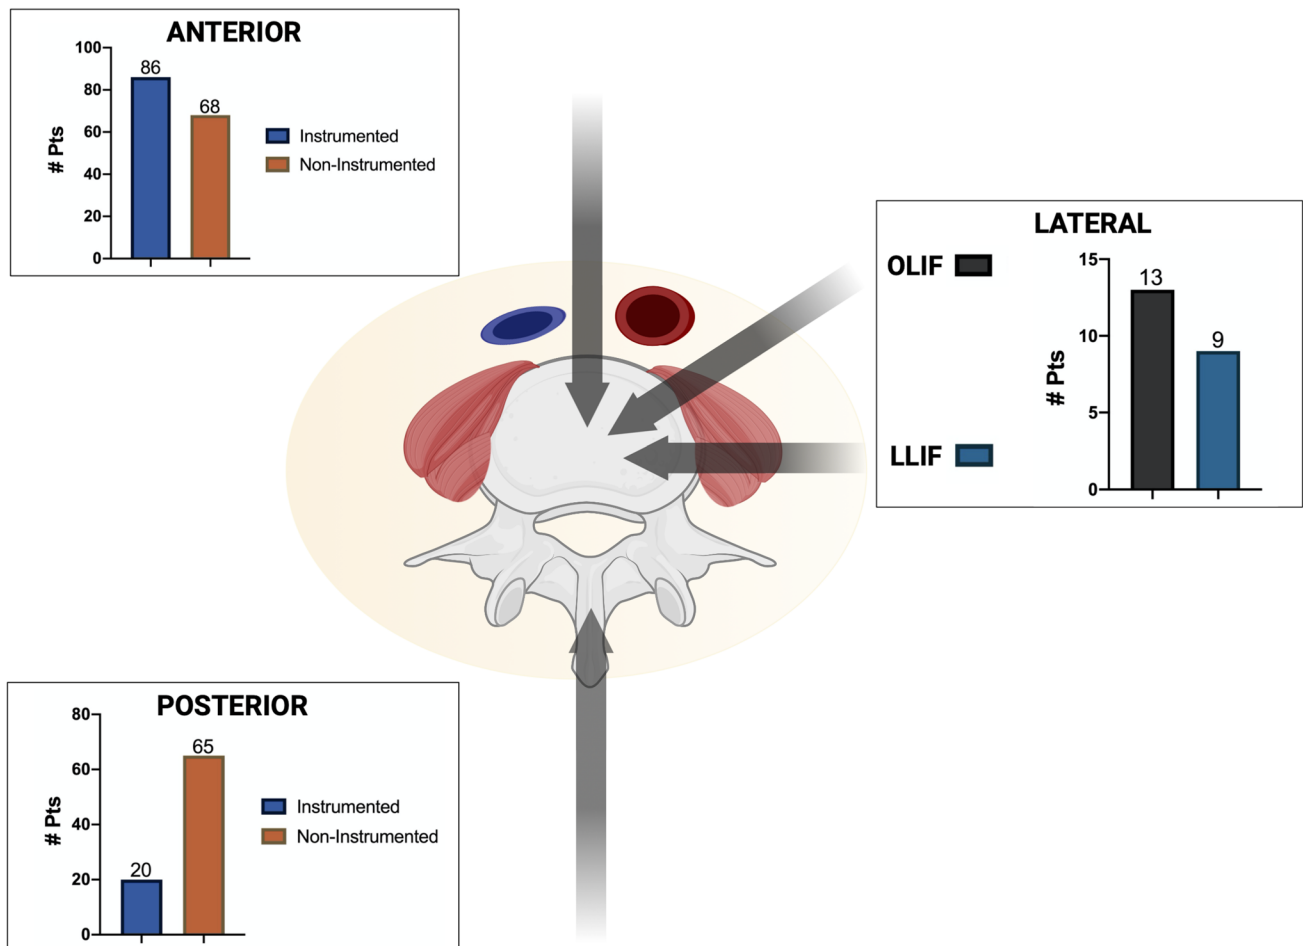 ANTERIOR
100
80
60
40
20
0
# Pts
86
68
Instrumented
Non-Instrumented
LATERAL
OLIF
LLIF
15
10
5
0
# Pts
13
9
POSTERIOR
80
60
40
20
0
# Pts
20
65
Instrumented
Non-Instrumented